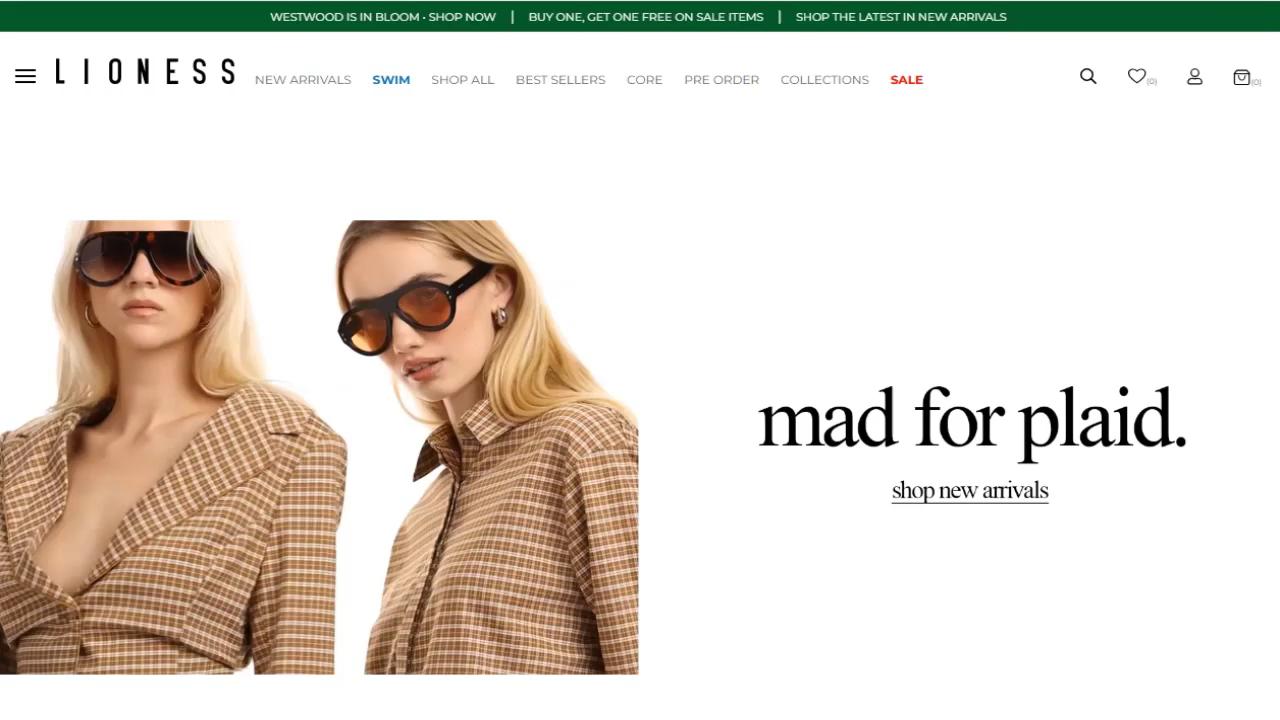 WESTWOOD IS IN BLOOM • SHOP NOW | BUY ONE, GET ONE FREE ON SALE ITEMS | SHOP THE LATEST IN NEW ARRIVALS
LIONESS NEW ARRIVALS SWIM SHOP ALL BEST SELLERS CORE PRE ORDER COLLECTIONS SALE (0) (0)
mad for plaid.
shop new arrivals